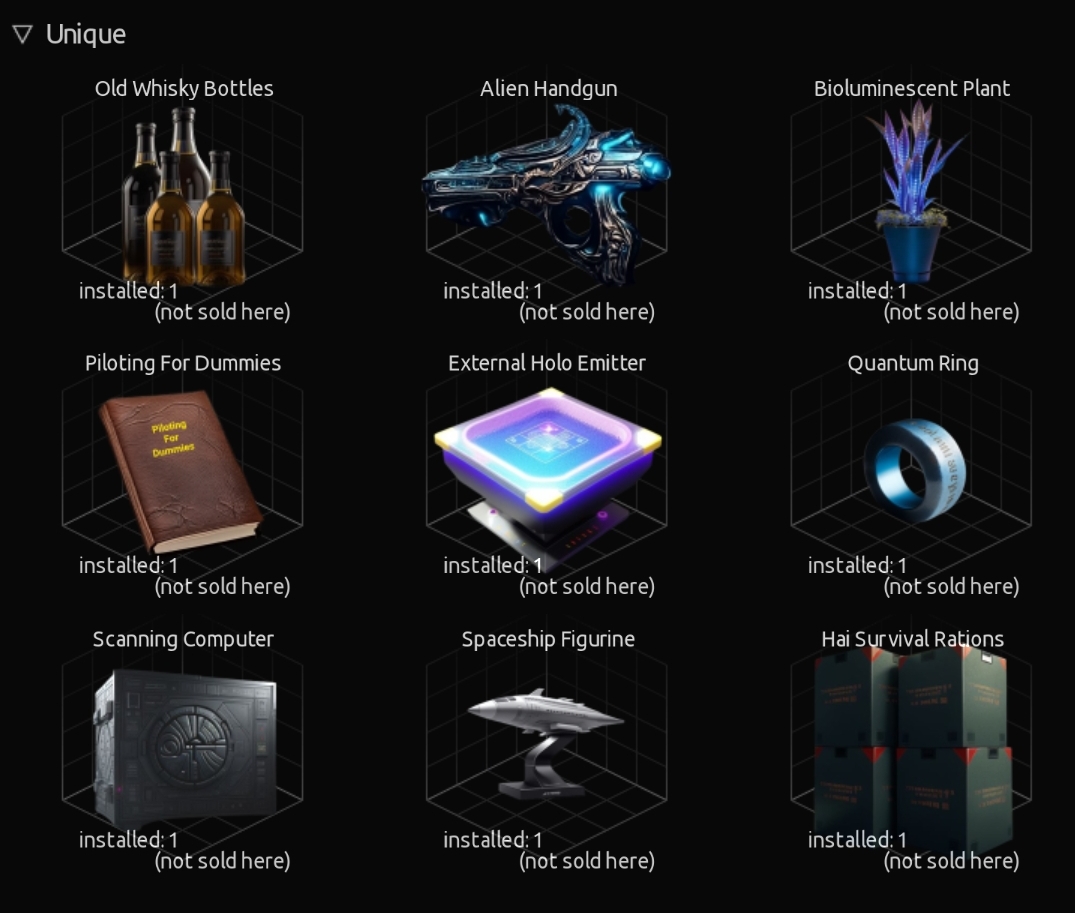 Unique
Old Whisky Bottles
Alien Handgun
Bioluminescent Plant
installed: 1
(not sold here)
installed: 1
(not sold here)
installed: 1
(not sold here)
Piloting For Dummies
External Holo Emitter
Quantum Ring
Piloting
For
Dummies
installed: 1
(not sold here)
installed: 1
(not sold here)
installed: 1
(not sold here)
Scanning Computer
Spaceship Figurine
Hai Survival Rations
installed: 1
(not sold here)
installed: 1
(not sold here)
installed: 1
(not sold here)